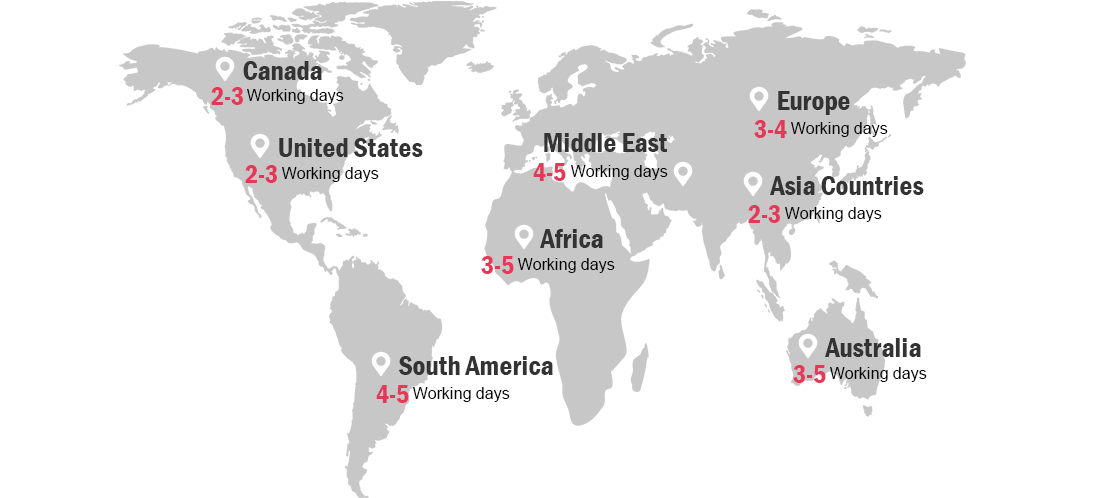 Canada
2-3 Working days
United States
2-3 Working days
Europe
3-4 Working days
Middle East
4-5 Working days
Asia Countries
2-3 Working days
Africa
3-5 Working days
South America
4-5 Working days
Australia
3-5 Working days